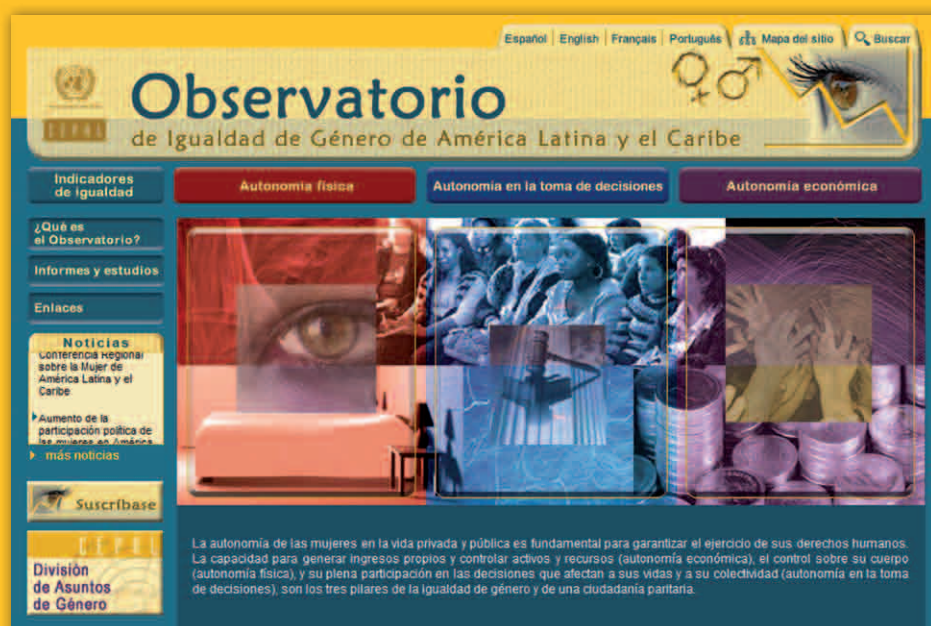 Español | English | Français | Português
Mapa del sitio
Buscar
CEPAL
Observatorio
de Igualdad de Género de América Latina y el Caribe
Indicadores
de igualdad
Autonomía física
Autonomía en la toma de decisiones
Autonomía económica
¿Qué es
el Observatorio?
Informes y estudios
Enlaces
Noticias
Conferencia Regional
sobre la Mujer de
América Latina y el
Caribe
Aumento de la
participación política de
las mujeres en América
más noticias
Suscríbase
División
de Asuntos
de Género
La autonomía de las mujeres en la vida privada y pública es fundamental para garantizar el ejercicio de sus derechos humanos.
La capacidad para generar ingresos propios y controlar activos y recursos (autonomía económica), el control sobre su cuerpo
(autonomía física), y su plena participación en las decisiones que afectan a sus vidas y a su colectividad (autonomía en la toma
de decisiones), son los tres pilares de la igualdad de género y de una ciudadanía paritaria.